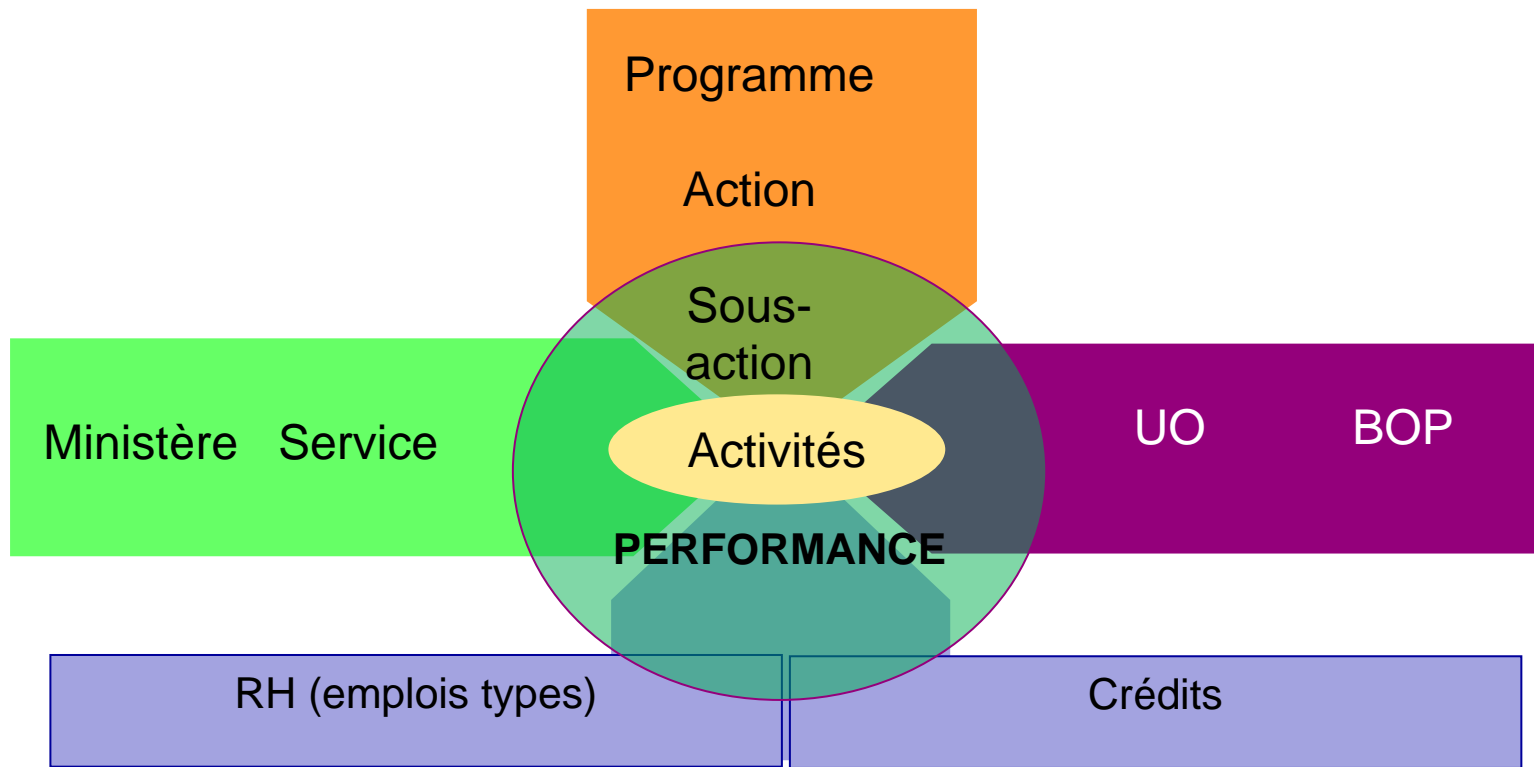 Programme
Action
Sous-
action
Ministère Service
Activités
UO BOP
PERFORMANCE
RH (emplois types)
Crédits